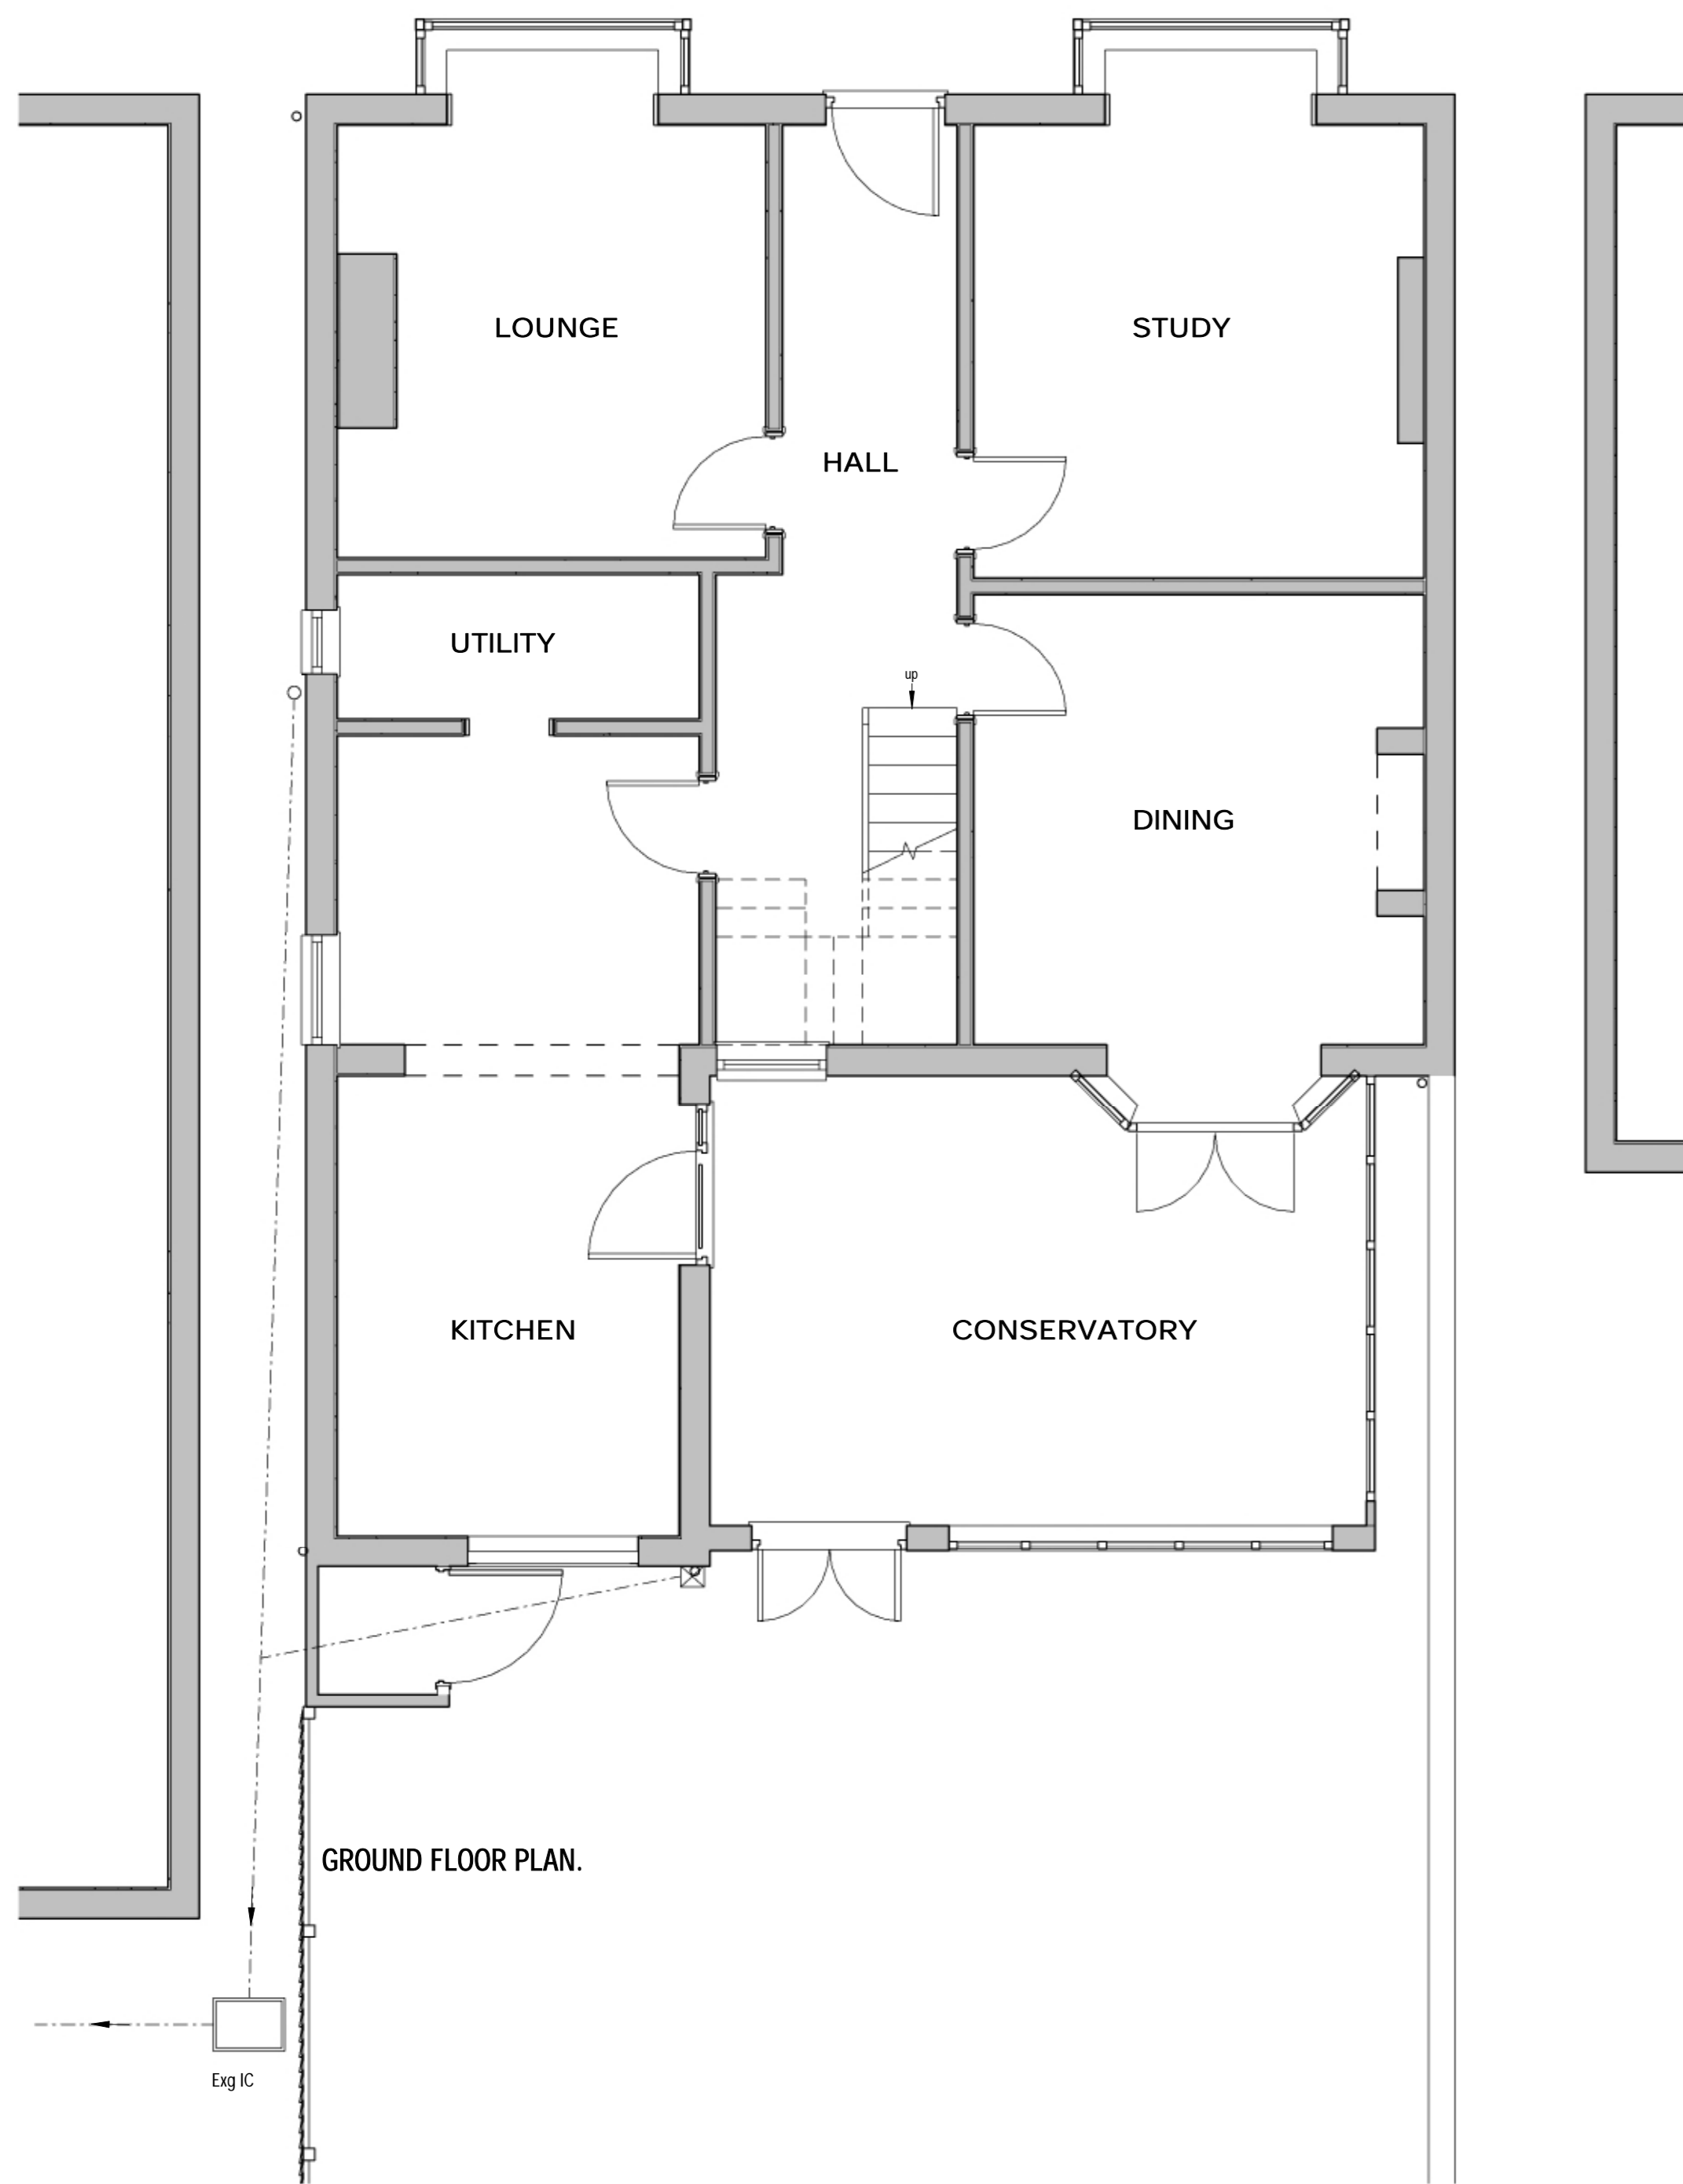 LOUNGE
STUDY
HALL
UTILITY
up
DINING
KITCHEN
CONSERVATORY
GROUND FLOOR PLAN.
Exg IC